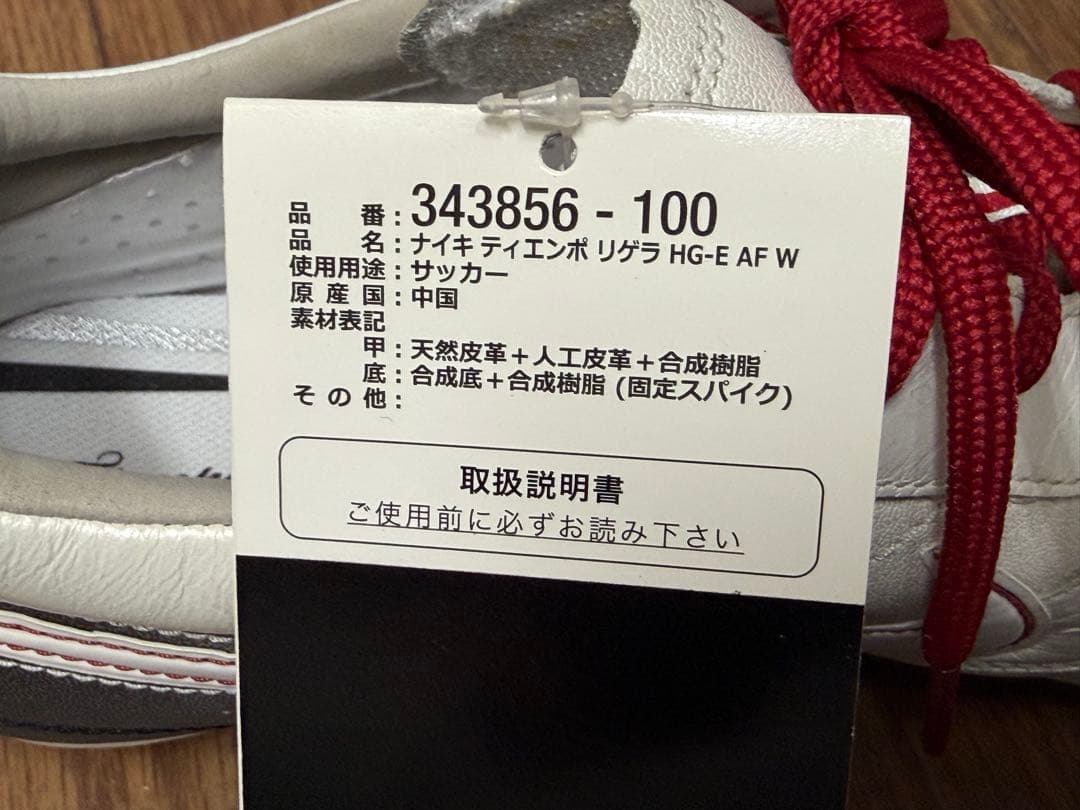 品番:343856-100
品名:ナイキ ティエンポ リゲラ HG-E AF W
使用用途:サッカー
原産国:中国
素材表記
甲:天然皮革+人工皮革+合成樹脂
底:合成底+合成樹脂(固定スパイク)
その他:
取扱説明書
ご使用前に必ずお読み下さい